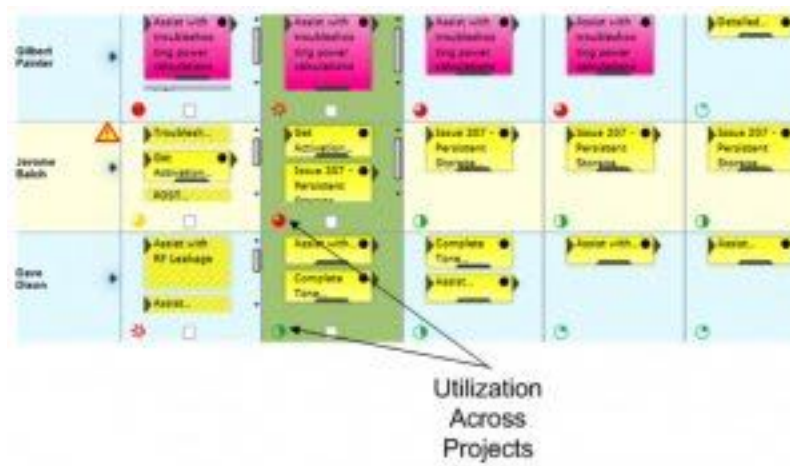 Gilbert
Painter
Assist with
troubleshoo
ting power
calculations
Assist with
troubleshoo
ting power
calculations
Assist with
troubleshoo
ting power
calculations
Assist with
troubleshoo
ting power
calculations
Detailed...
Jerome
Balch
Troublesh...
Get
Activation...
POST...
Get
Activation...
Issue 207 -
Persistent
Storage
Issue 207 -
Persistent
Storage...
Issue 207 -
Persistent
Storage...
Issue 207 -
Persistent
Storage...
Dave
Dixon
Assist with
RF Leakage
Assist...
Assist with...
Complete
Tone...
Complete
Tone...
Assist...
Assist with...
Assist...
Utilization
Across
Projects